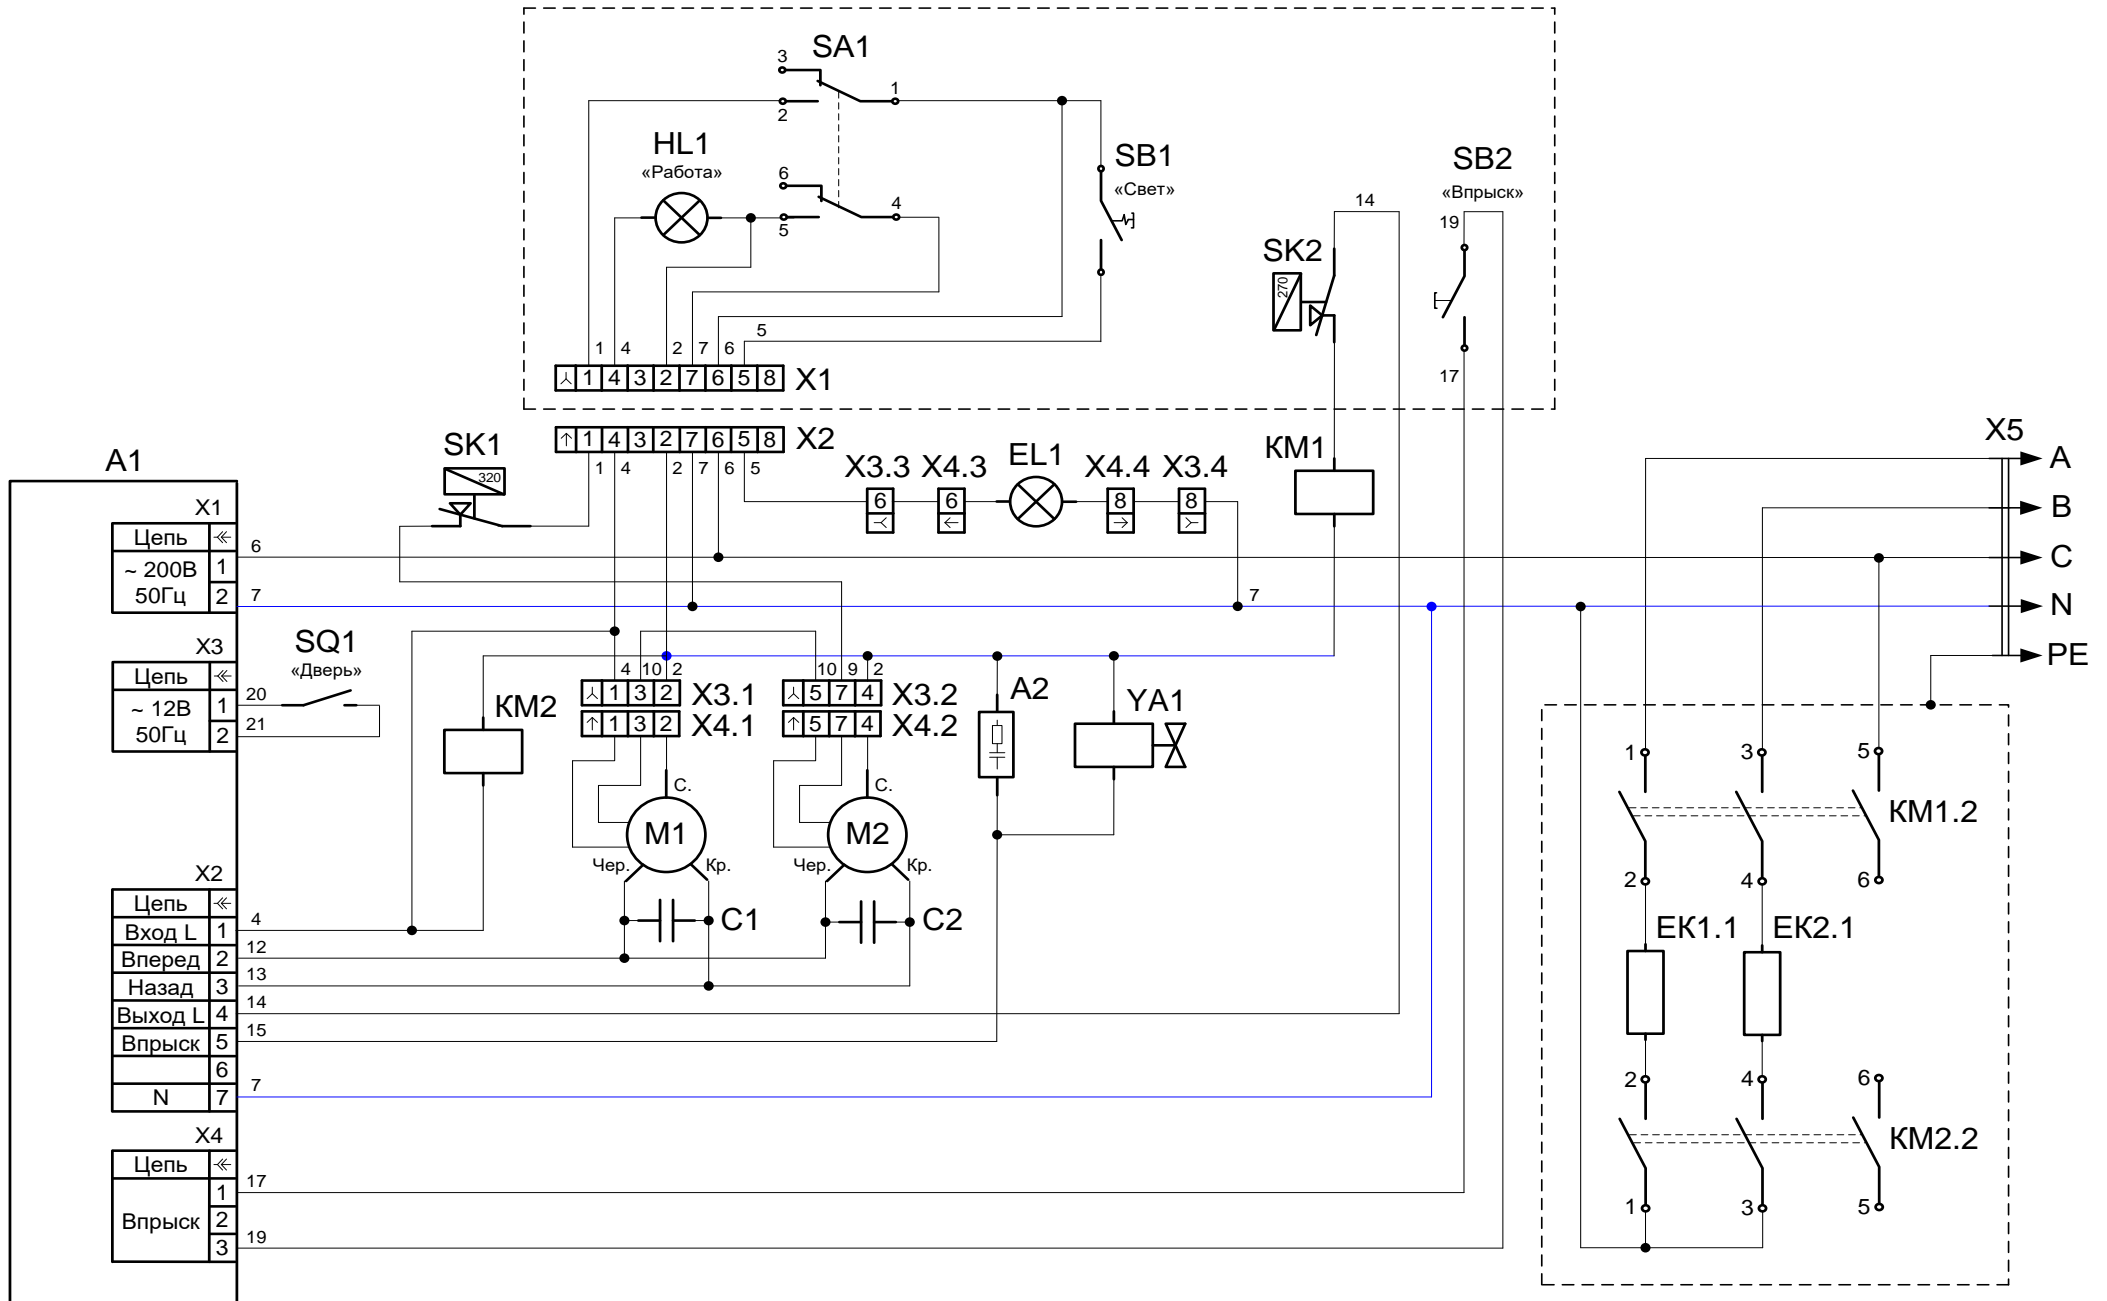 SA1
3
1
2
HL1
«Работа»
6
4
5
SB1
«Свет»
SB2
«Впрыск»
14
19
SK2
270
17
5
1 4 2 7 6
1 4 3 2 7 6 5 8 X1
1 4 3 2 7 6 5 8 X2
1 4 2 7 6 5
SK1
320
X3.3 X4.3 EL1 X4.4 X3.4
6 6 8 8
КМ1
X5
A
B
C
N
PE
A1
X1
Цепь
~ 200В
50Гц
1
2
6
7
7
X3
Цепь
~ 12В
50Гц
1
2
20
21
SQ1
«Дверь»
КМ2
4 10 2
1 3 2 X3.1
1 3 2 X4.1
10 9 2
5 7 4 X3.2
5 7 4 X4.2
A2
YA1
С.
M1
Чер. Кр.
C1
С.
M2
Чер. Кр.
C2
X2
Цепь
Вход L 1 4
Вперед 2 12
Назад 3 13
Выход L 4 14
Впрыск 5 15
6
N 7 7
X4
Цепь
Впрыск
1 17
2
3 19
1 3 5
КМ1.2
2 4 6
ЕК1.1 ЕК2.1
2 4 6
КМ2.2
1 3 5